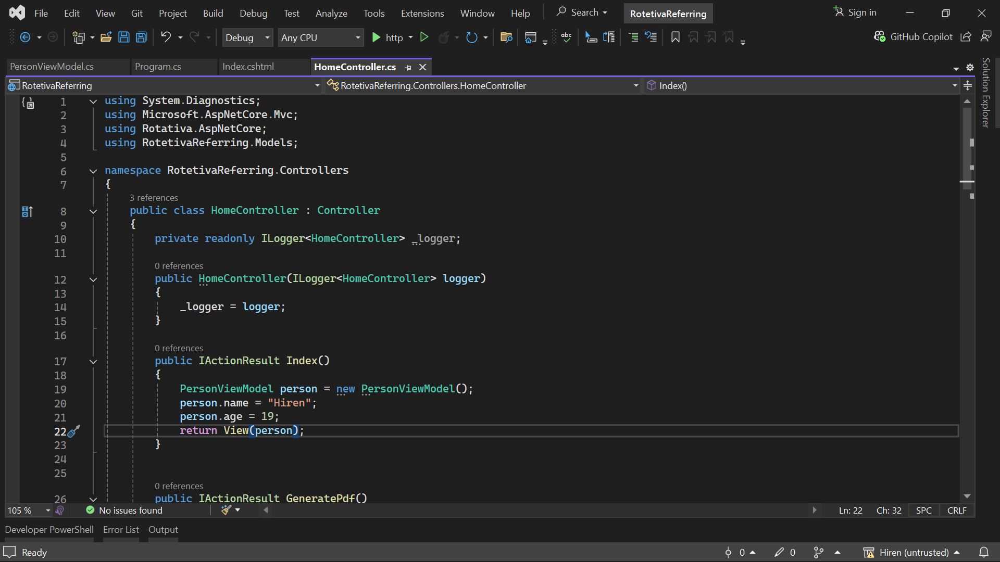 File Edit View Git Project Build Debug Test Analyze Tools Extensions Window Help Search RotetivaReferring Sign in
Debug Any CPU http abc GitHub Copilot
PersonViewModel.cs Program.cs Index.cshtml HomeController.cs
RotetivaReferring RotetivaReferring.Controllers.HomeController Index()
Solution Explorer
1 using System.Diagnostics;
2 using Microsoft.AspNetCore.Mvc;
3 using Rotativa.AspNetCore;
4 using RotetivaReferring.Models;
5
6 namespace RotetivaReferring.Controllers
7 {
3 references
8 public class HomeController : Controller
9 {
10 private readonly ILogger<HomeController> _logger;
11
0 references
12 public HomeController(ILogger<HomeController> logger)
13 {
14 _logger = logger;
15 }
16
0 references
17 public IActionResult Index()
18 {
19 PersonViewModel person = new PersonViewModel();
20 person.name = "Hiren";
21 person.age = 19;
22 return View(person);
23 }
24
25
0 references
26 public IActionResult GeneratePdf()
105 % No issues found Ln: 22 Ch: 32 SPC CRLF
Developer PowerShell Error List Output
Ready 0 0 Hiren (untrusted)